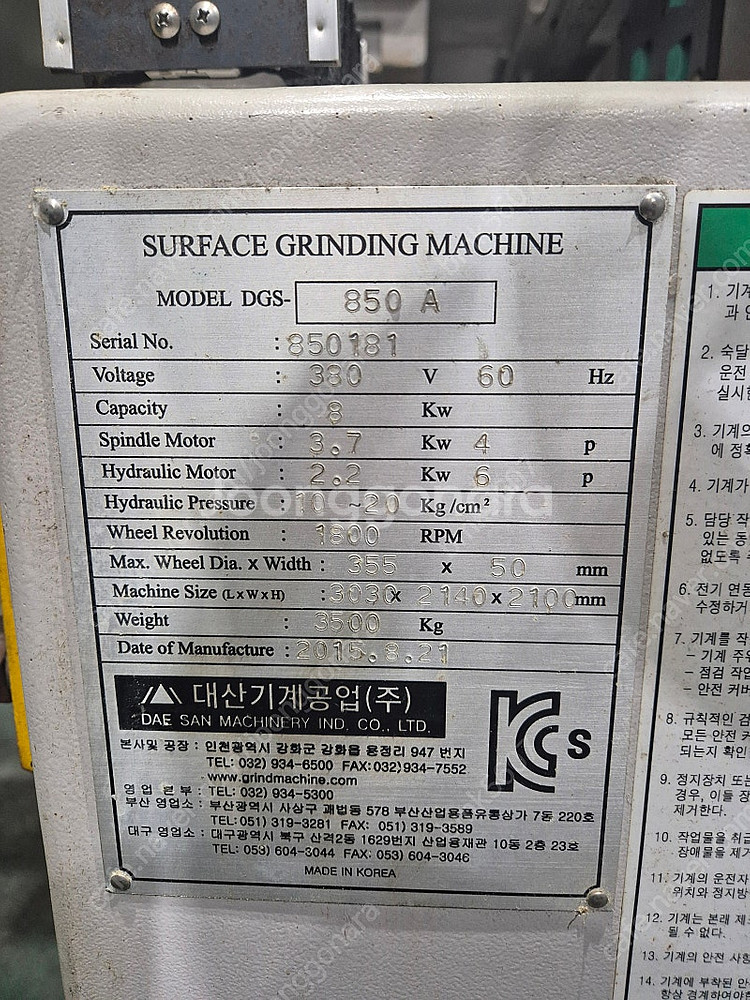 SURFACE GRINDING MACHINE
MODEL DGS- 850 A
Serial No. : 850181
Voltage : 380 V 60 Hz
Capacity : 8 Kw
Spindle Motor : 3.7 Kw 4 p
Hydraulic Motor : 2.2 Kw 6 p
Hydraulic Pressure 10 ~20 Kg/cm²
Wheel Revolution : 1800 RPM
Max. Wheel Dia. x Width : 355 x 50 mm
Machine Size (LxWxH) : 3030x 2140x2100mm
Weight : 3500 Kg
Date of Manufacture : 2015.8.21
대산기계공업(주)
DAE SAN MACHINERY IND. CO., LTD.
본사및 공장 : 인천광역시 강화군 강화읍 용정리 947 번지
TEL: 032) 934-6500 FAX:032)934-7552
www.grindmachine.com
영 업 본 부 : TEL: 032) 934-5300
부산 영업소 : 부산광역시 사상구 괘법동 578 부산산업용품유통상가 7동 220호
TEL:051) 319-3281 FAX: 051) 319-3589
대구 영업소 : 대구광역시 북구 산격2동 1629번지 산업용재관 10동 2층 23호
TEL: 053) 604-3044 FAX: 053) 604-3046
MADE IN KOREA
KCs
1. 기계
과 안
2. 숙달
운전
실시함
3. 기계의
에 정확
4. 기계가
5. 담당 작
있는 동
없도록 주
6. 전기 연동
수정하거
7. 기계를 작
- 기계 주위
- 점검 작업
- 안전 커버
8. 규칙적인 검
모든 안전 커
되는지 확인
9. 정지장치 또는
경우, 이들 장
제거한다.
10. 작업물을 취급
장애물을 제거
11. 기계의 운전자
위치와 정지방
12. 기계는 본래 제
될 수 없다.
13. 기계의 안전 사항
14. 기계에 부착된 안
항상 경계하여야한
joonggonara